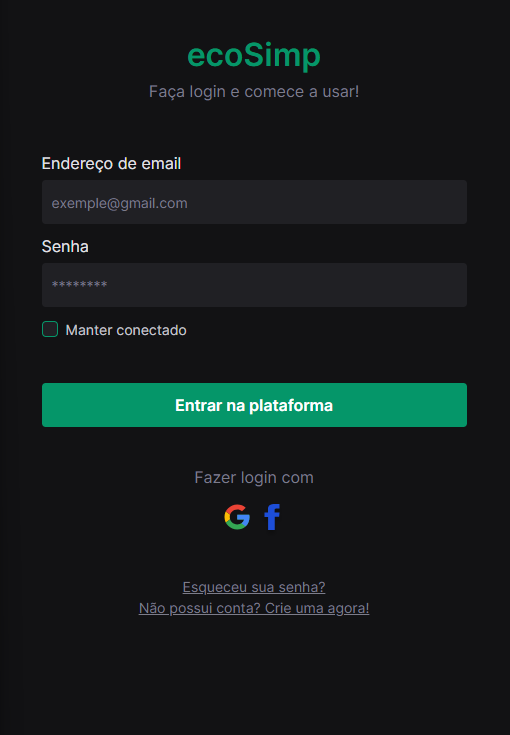 ecoSimp
Faça login e comece a usar!
Endereço de email
exemple@gmail.com
Senha
********
Manter conectado
Entrar na plataforma
Fazer login com
Esqueceu sua senha?
Não possui conta? Crie uma agora!